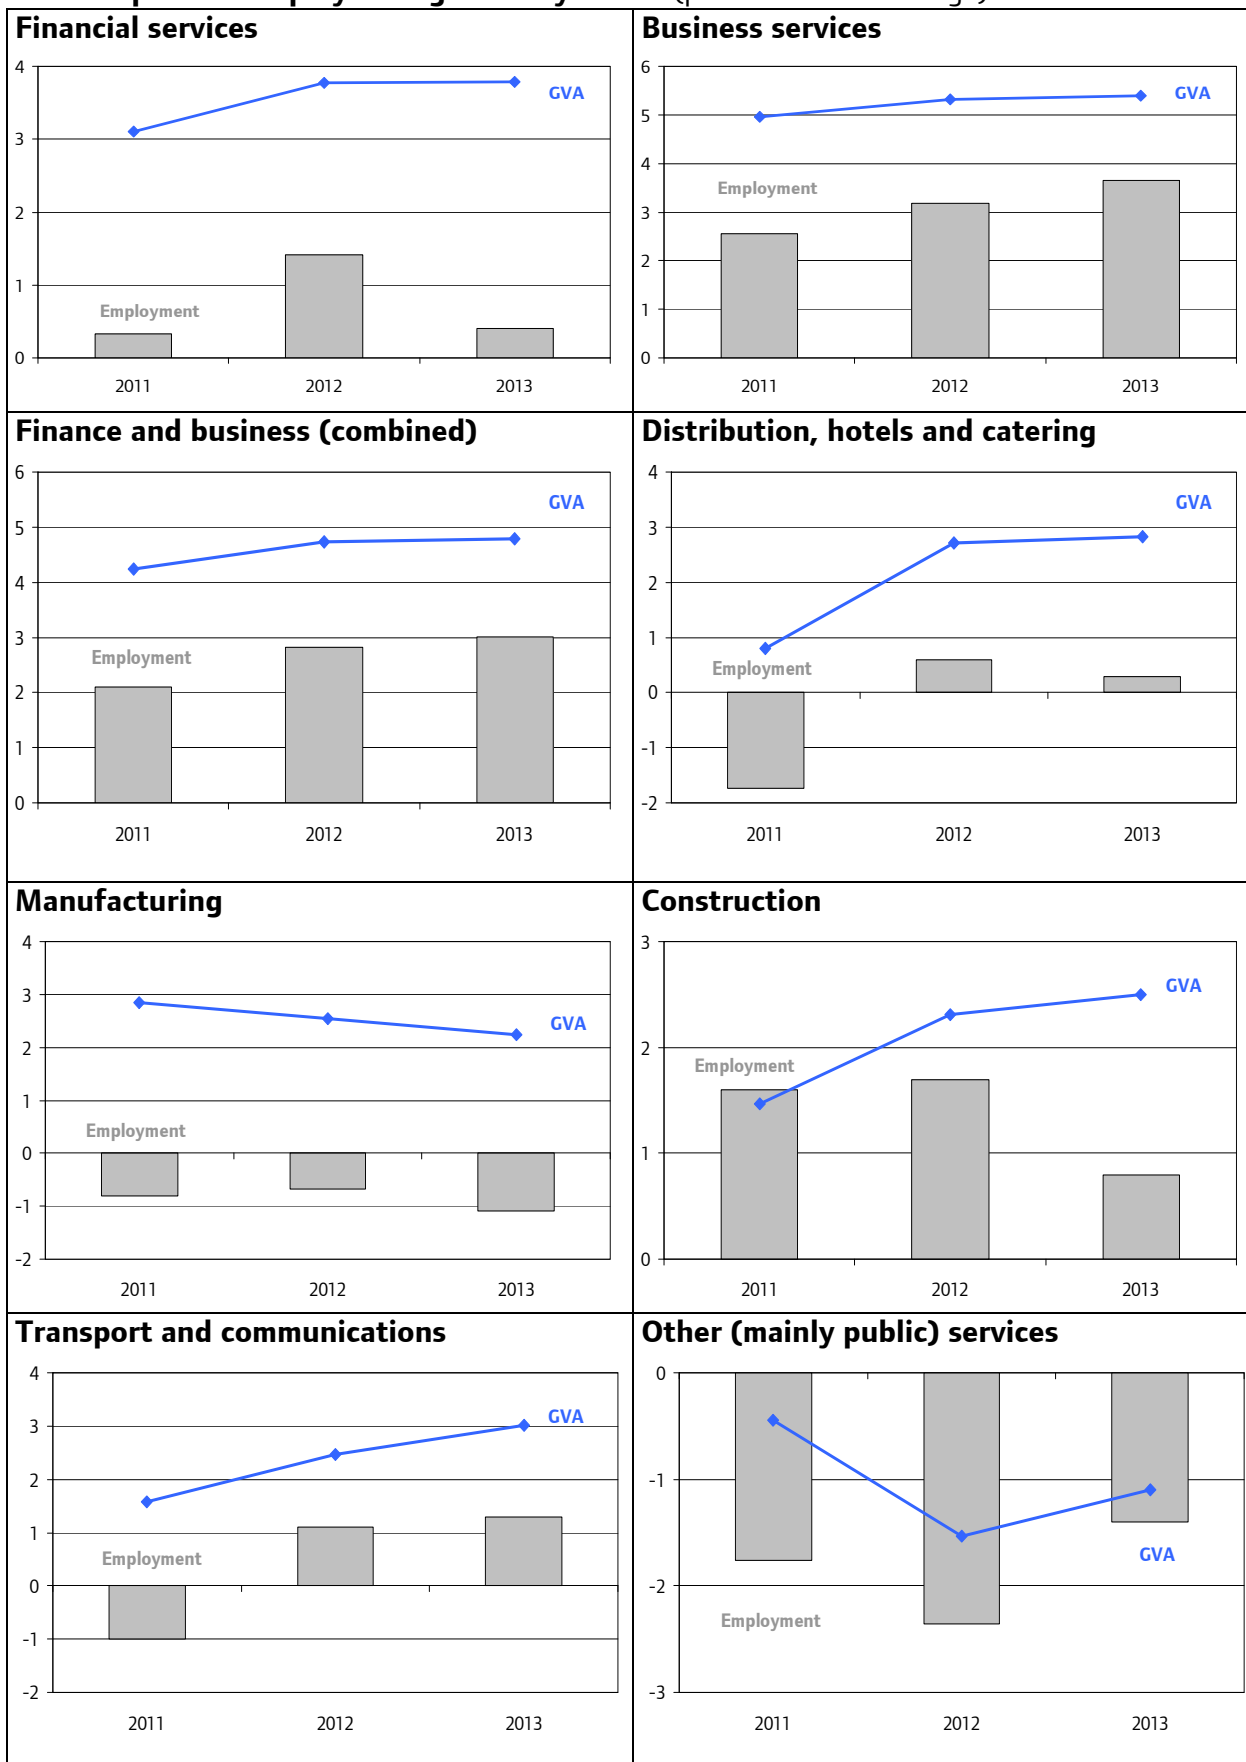 Financial services
4
3
2
1
0
GVA
Employment
2011 2012 2013
Business services
6
5
4
3
2
1
0
GVA
Employment
2011 2012 2013
Finance and business (combined)
6
5
4
3
2
1
0
GVA
Employment
2011 2012 2013
Distribution, hotels and catering
4
3
2
1
0
-1
-2
GVA
Employment
2011 2012 2013
Manufacturing
4
3
2
1
0
-1
-2
GVA
Employment
2011 2012 2013
Construction
3
2
1
0
GVA
Employment
2011 2012 2013
Transport and communications
4
3
2
1
0
-1
-2
GVA
Employment
2011 2012 2013
Other (mainly public) services
0
-1
-2
-3
GVA
Employment
2011 2012 2013